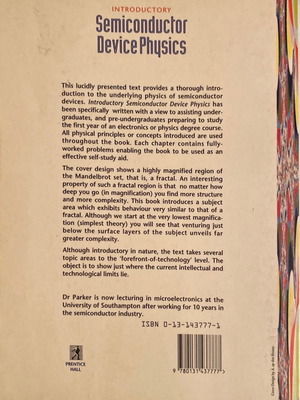 INTRODUCTORY
Semiconductor
Device Physics
This lucidly presented text provides a thorough intro-
duction to the underlying physics of semiconductor
devices. Introductory Semiconductor Device Physics has
been specifically written with a view to assisting under-
graduates, and pre-undergraduates preparing to study
the first year of an electronics or physics degree course.
All physical principles or concepts introduced are used
throughout the book. Each chapter contains fully-
worked problems enabling the book to be used as an
effective self-study aid.
The cover design shows a highly magnified region of
the Mandelbrot set, that is, a fractal. An interesting
property of such a fractal region is that no matter how
deep you go (in magnification) you find more structure
and more complexity. This book introduces a subject
area which exhibits behaviour very similar to that of a
fractal. Although we start at the very lowest magnifica-
tion (simplest theory) you will see that venturing just
below the surface layers of the subject unveils far
greater complexity.
Although introductory in nature, the text takes several
topic areas to the 'forefront-of-technology' level. The
object is to show just where the current intellectual and
technological limits lie.
Dr Parker is now lecturing in microelectronics at the
University of Southampton after working for 10 years in
the semiconductor industry.
ISBN 0-13-143777-1
PRENTICE
HALL
9 780131 437777
Cover Design by